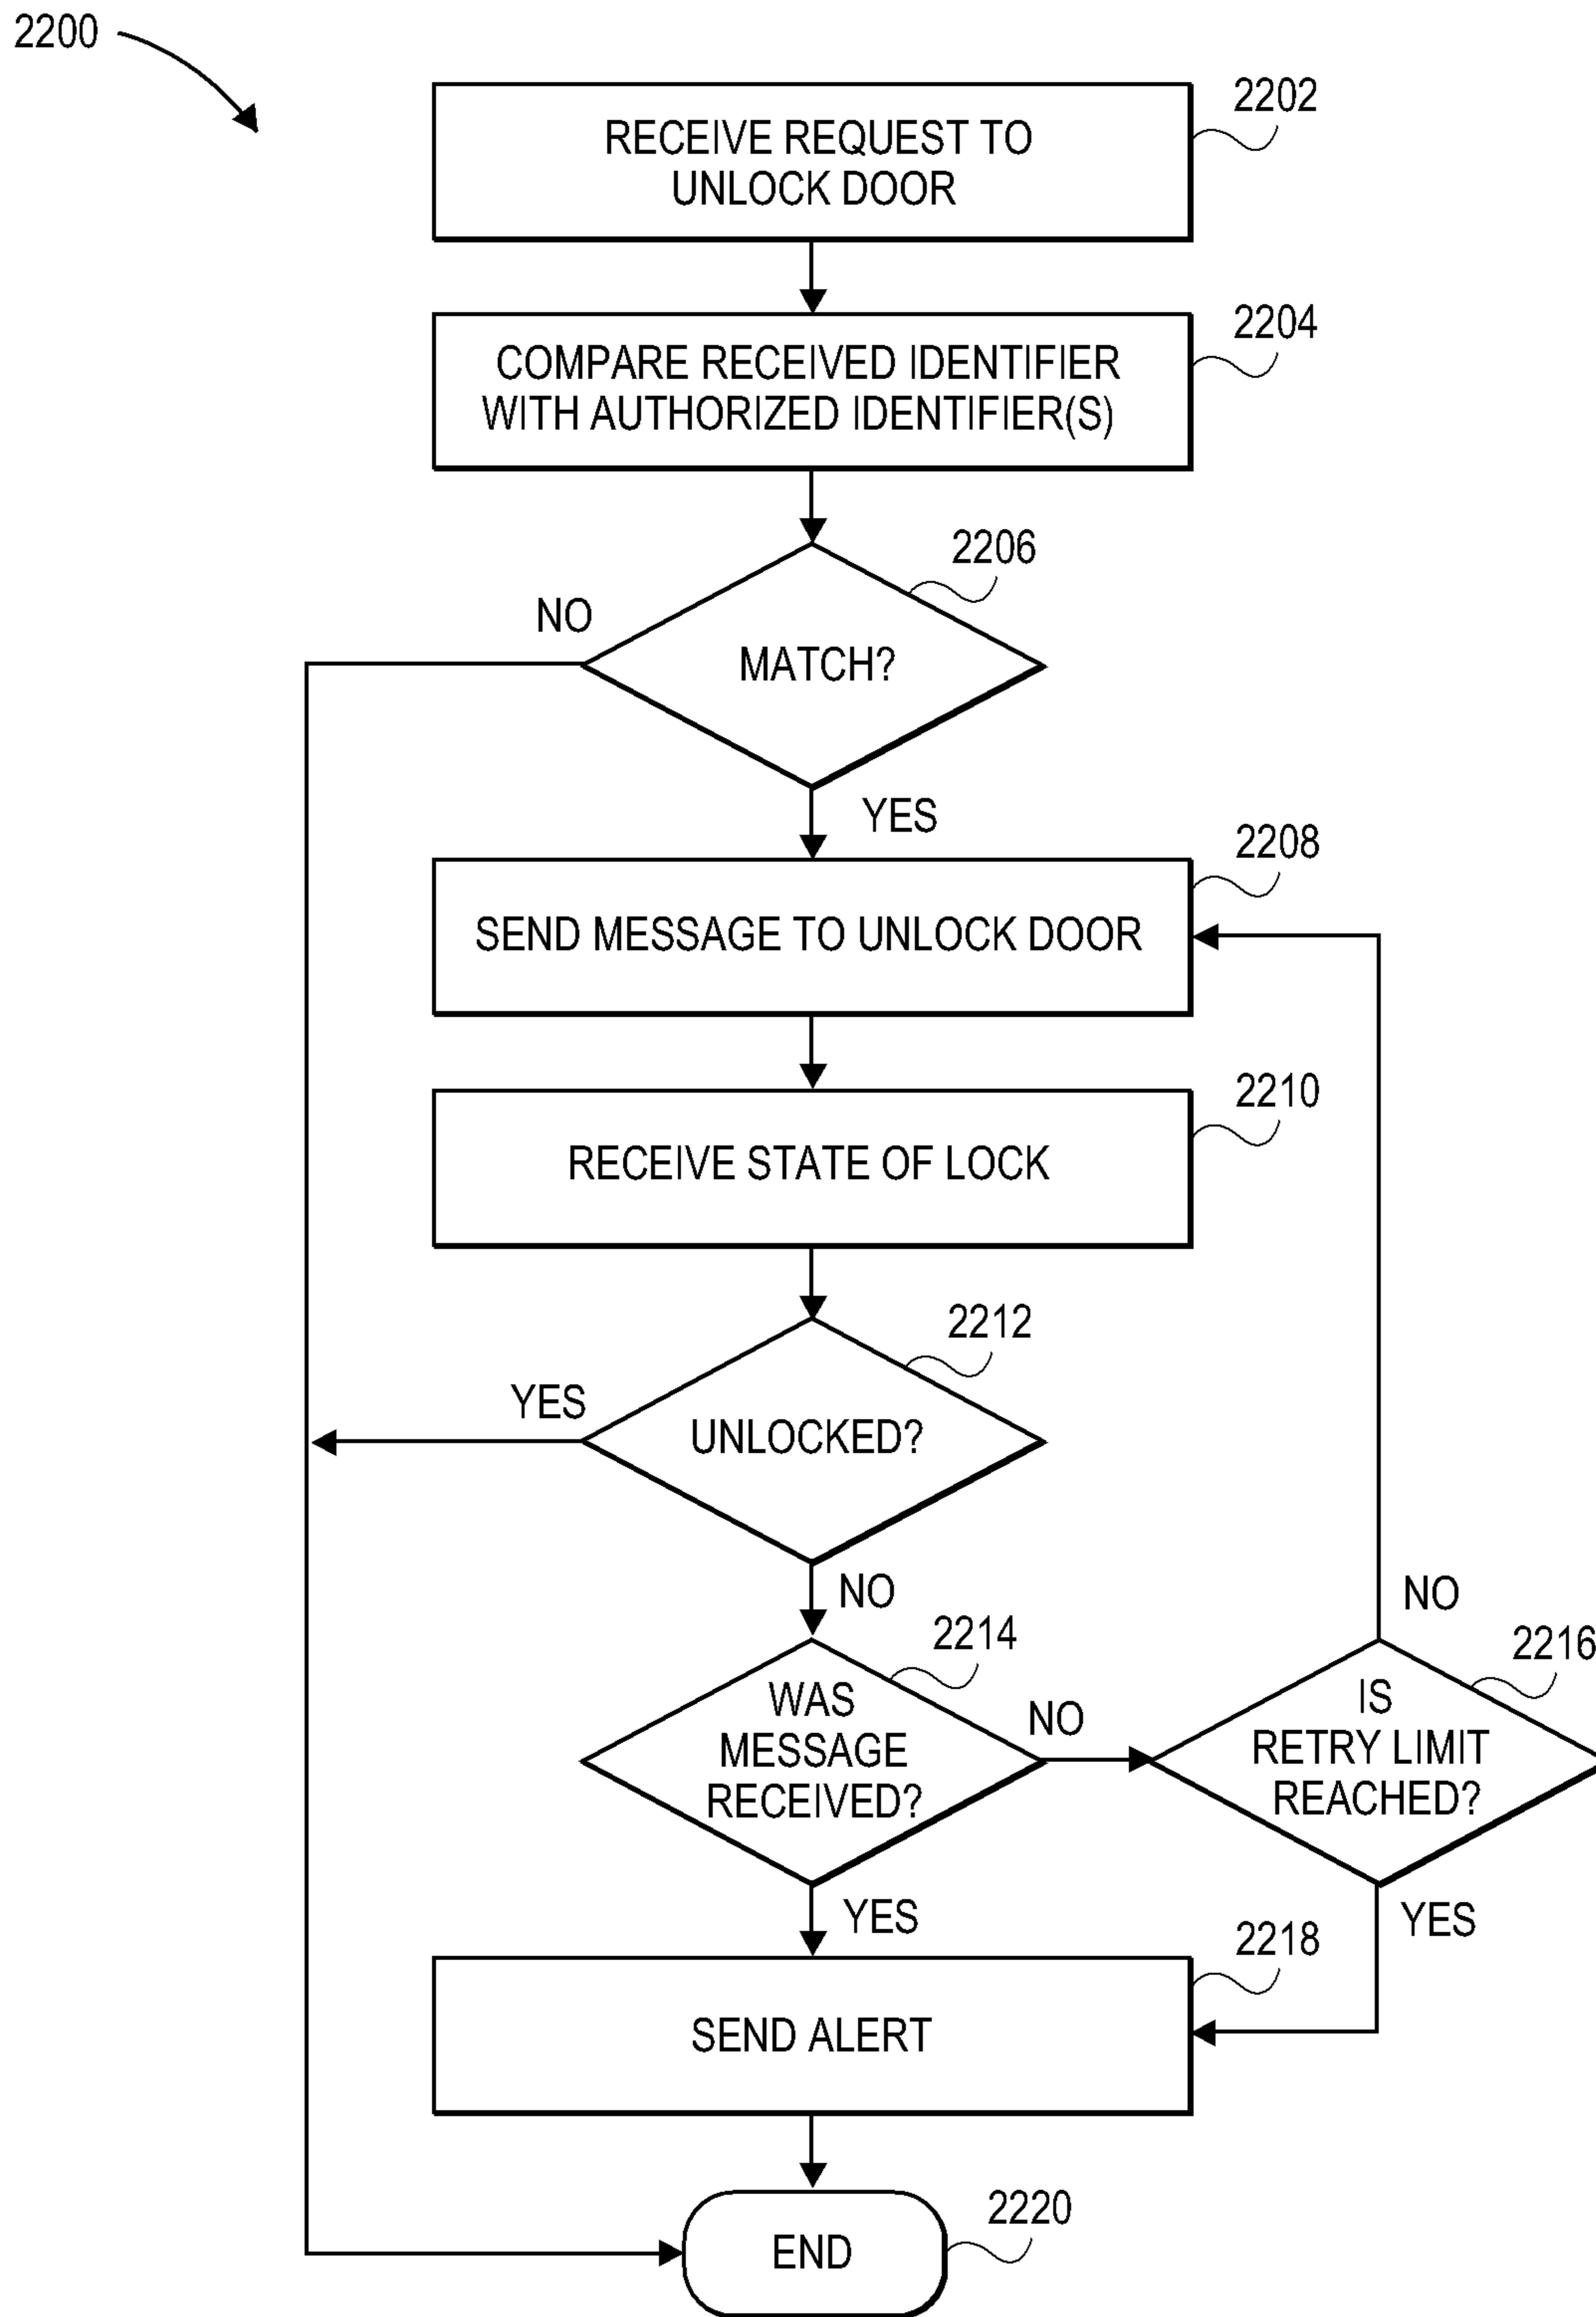 2200
2202
RECEIVE REQUEST TO
UNLOCK DOOR
2204
COMPARE RECEIVED IDENTIFIER
WITH AUTHORIZED IDENTIFIER(S)
2206
NO
MATCH?
YES
2208
SEND MESSAGE TO UNLOCK DOOR
2210
RECEIVE STATE OF LOCK
2212
YES
UNLOCKED?
NO
NO
2214
2216
WAS
MESSAGE
RECEIVED?
NO
IS
RETRY LIMIT
REACHED?
YES
YES
2218
SEND ALERT
2220
END